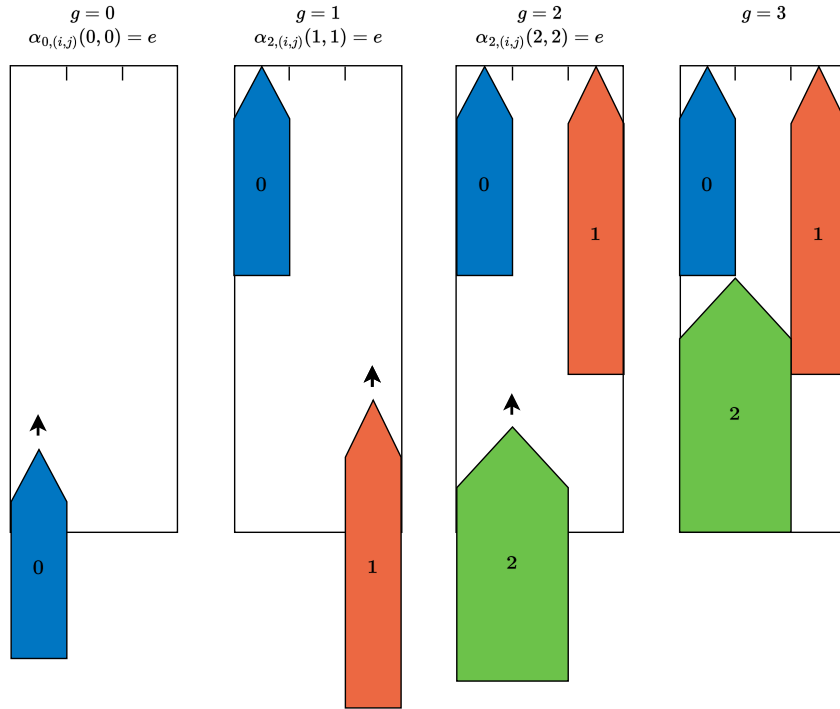 g = 0
α₀,₍ᵢ,ⱼ₎(0, 0) = e
g = 1
α₂,₍ᵢ,ⱼ₎(1, 1) = e
g = 2
α₂,₍ᵢ,ⱼ₎(2, 2) = e
g = 3
0
0
1
0
1
0
1
2
2